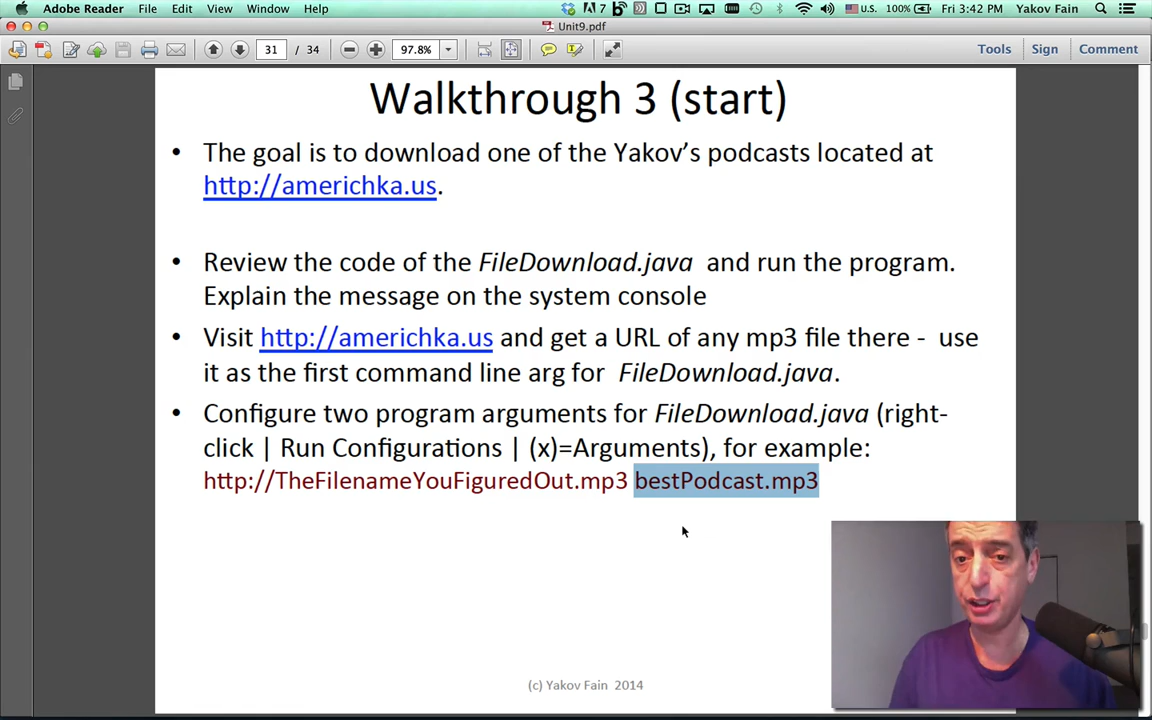 Adobe Reader File Edit View Window Help 7 U.S. 100% Fri 3:42 PM Yakov Fain
Unit9.pdf
31 / 34 97.8% Tools Sign Comment
Walkthrough 3 (start)
• The goal is to download one of the Yakov’s podcasts located at
http://americhka.us.
• Review the code of the FileDownload.java and run the program.
Explain the message on the system console
• Visit http://americhka.us and get a URL of any mp3 file there - use
it as the first command line arg for FileDownload.java.
• Configure two program arguments for FileDownload.java (right-
click | Run Configurations | (x)=Arguments), for example:
http://TheFilenameYouFiguredOut.mp3 bestPodcast.mp3
(c) Yakov Fain 2014